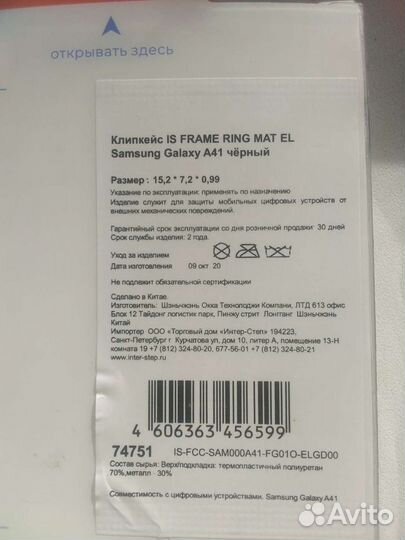 открывать здесь
Клипкейс IS FRAME RING MAT EL
Samsung Galaxy A41 чёрный
Размер : 15,2 * 7,2 * 0,99
Указание по эксплуатации: применять по назначению
Изделие служит для защиты мобильных цифровых устройств от
внешних механических повреждений.
Гарантийный срок эксплуатации со дня розничной продажи 30 дней
Срок службы изделия: 2 года.
Уход за изделием
Дата изготовления 09 окт 20
Не подлежит обязательной сертификации
Сделано в Китае.
Изготовитель: Шэньчжэнь Окка Технолоджи Компани, ЛТД 613 офис
Блок 12 Тайдонг логистик парк, Пинжу стрит Лонгганг Шэньчжэнь
Китай
Импортер ООО «Торговый дом «Интер-Степ» 194223,
Санкт-Петербург г Курчатова ул, дом 10, литер А, помещение 13-Н
комната 19 +7 (812) 324-80-20, 677-56-01 +7 (812) 324-80-21
www.inter-step.ru
4 606363 456599
74751 IS-FCC-SAM000A41-FG01O-ELGD00
Состав сырья: Верх/подкладка: термопластичный полиуретан
70%,металл - 30%
Совместимость с цифровыми устройствами. Samsung Galaxy A41
Avito